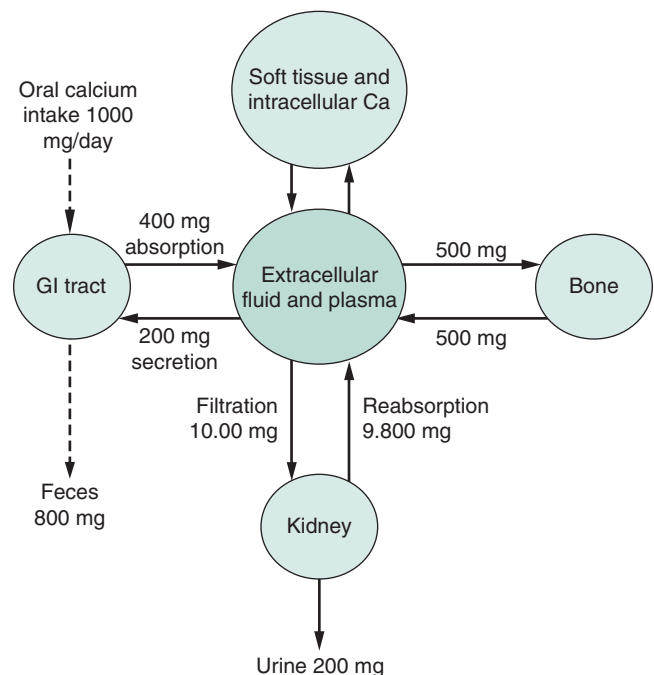 Soft tissue and
intracellular Ca
Oral calcium
intake 1000
mg/day
400 mg
absorption
500 mg
GI tract
Extracellular
fluid and plasma
Bone
200 mg
secretion
500 mg
Filtration
10.00 mg
Reabsorption
9.800 mg
Feces
800 mg
Kidney
Urine 200 mg